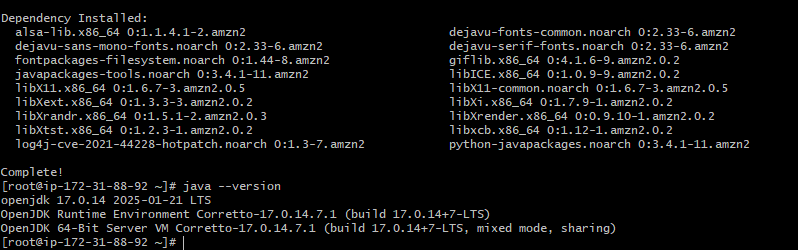 Dependency Installed:
alsa-lib.x86_64 0:1.1.4.1-2.amzn2 dejavu-fonts-common.noarch 0:2.33-6.amzn2
dejavu-sans-mono-fonts.noarch 0:2.33-6.amzn2 dejavu-serif-fonts.noarch 0:2.33-6.amzn2
fontpackages-filesystem.noarch 0:1.44-8.amzn2 giflib.x86_64 0:4.1.6-9.amzn2.0.2
javapackages-tools.noarch 0:3.4.1-11.amzn2 libICE.x86_64 0:1.0.9-9.amzn2.0.2
libX11.x86_64 0:1.6.7-3.amzn2.0.5 libX11-common.noarch 0:1.6.7-3.amzn2.0.5
libXext.x86_64 0:1.3.3-3.amzn2.0.2 libXi.x86_64 0:1.7.9-1.amzn2.0.2
libXrandr.x86_64 0:1.5.1-2.amzn2.0.3 libXrender.x86_64 0:0.9.10-1.amzn2.0.2
libXtst.x86_64 0:1.2.3-1.amzn2.0.2 libxcb.x86_64 0:1.12-1.amzn2.0.2
log4j-cve-2021-44228-hotpatch.noarch 0:1.3-7.amzn2 python-javapackages.noarch 0:3.4.1-11.amzn2
Complete!
[root@ip-172-31-88-92 ~]# java --version
openjdk 17.0.14 2025-01-21 LTS
OpenJDK Runtime Environment Corretto-17.0.14.7.1 (build 17.0.14+7-LTS)
OpenJDK 64-Bit Server VM Corretto-17.0.14.7.1 (build 17.0.14+7-LTS, mixed mode, sharing)
[root@ip-172-31-88-92 ~]#